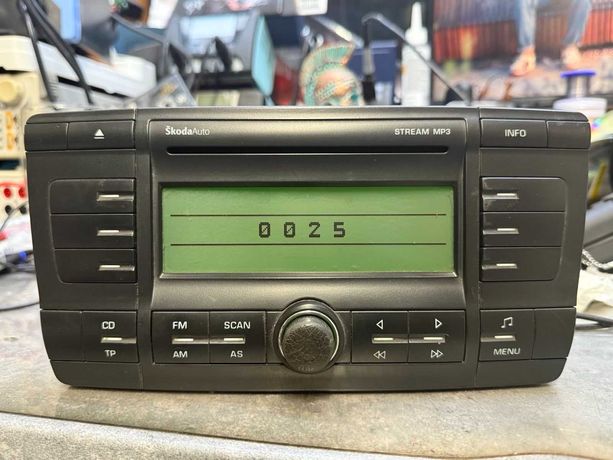 ŠkodaAuto STREAM MP3 INFO
0025
CD FM SCAN
TP AM AS MENU